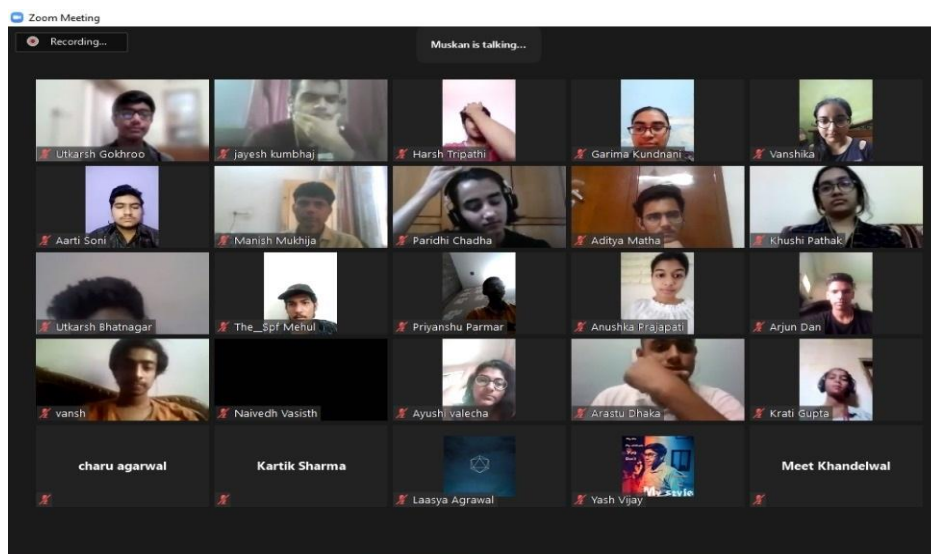 Zoom Meeting
Recording...
Muskan is talking...
Utkarsh Gokhroo
jayesh kumbhaj
Harsh Tripathi
Garima Kundnani
Vanshika
Aarti Soni
Manish Mukhija
Paridhi Chadha
Aditya Matha
Khushi Pathak
Utkarsh Bhatnagar
The__Spf Mehul
Priyanshu Parmar
Anushka Prajapati
Arjun Dan
vansh
Naivedh Vasisth
Ayushi valecha
Arastu Dhaka
Krati Gupta
charu agarwal
Kartik Sharma
Laasya Agrawal
My style
Yash Vijay
Meet Khandelwal